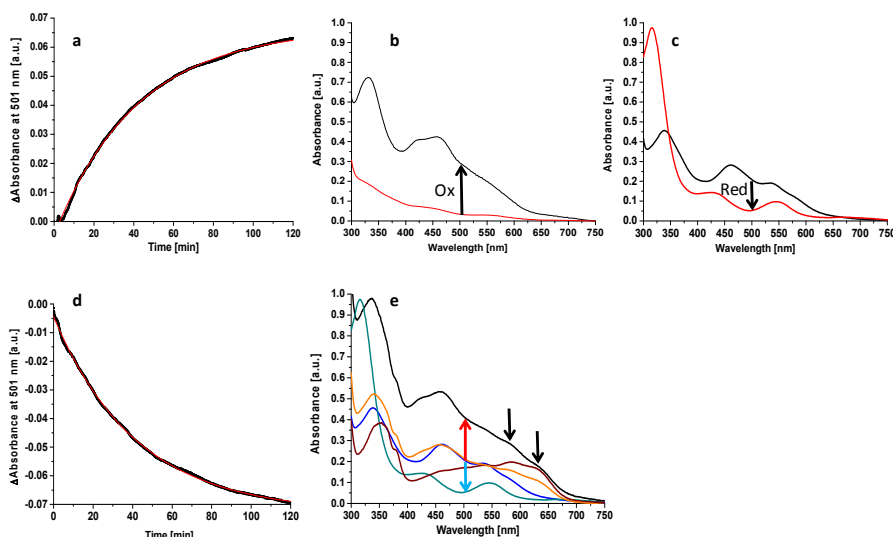 a
ΔAbsorbance at 501 nm [a.u.]
0.07
0.06
0.05
0.04
0.03
0.02
0.01
0.00
0 20 40 60 80 100 120
Time [min]
b
Absorbance [a.u.]
1.0
0.9
0.8
0.7
0.6
0.5
0.4
0.3
0.2
0.1
0.0
Ox
300 350 400 450 500 550 600 650 700 750
Wavelength [nm]
c
Absorbance [a.u.]
1.0
0.9
0.8
0.7
0.6
0.5
0.4
0.3
0.2
0.1
0.0
Red
300 350 400 450 500 550 600 650 700 750
Wavelength [nm]
d
ΔAbsorbance at 501 nm [a.u.]
0.00
-0.01
-0.02
-0.03
-0.04
-0.05
-0.06
-0.07
0 20 40 60 80 100 120
Time [min]
e
Absorbance [a.u.]
1.0
0.9
0.8
0.7
0.6
0.5
0.4
0.3
0.2
0.1
0.0
300 350 400 450 500 550 600 650 700 750
Wavelength [nm]